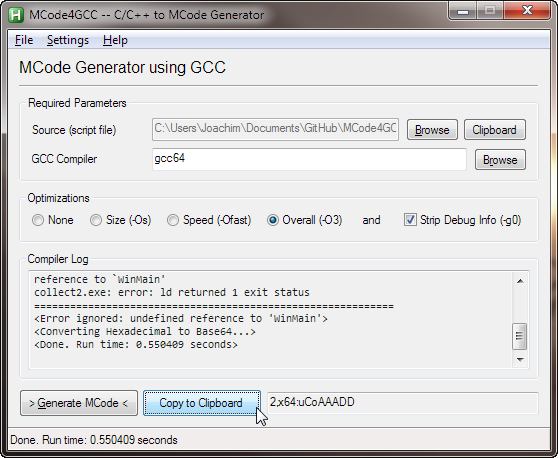 MCode4GCC -- C/C++ to MCode Generator
File Settings Help
MCode Generator using GCC
Required Parameters
Source (script file) C:\Users\Joachim\Documents\GitHub\MCode4GC Browse Clipboard
GCC Compiler gcc64 Browse
Optimizations
None Size (-Os) Speed (-Ofast) Overall (-O3) and Strip Debug Info (-g0)
Compiler Log
reference to `WinMain'
collect2.exe: error: ld returned 1 exit status
============================================================
<Error ignored: undefined reference to 'WinMain'>
<Converting Hexadecimal to Base64...>
<Done. Run time: 0.550409 seconds>
> Generate MCode < Copy to Clipboard 2,x64:uCoAAADD
Done. Run time: 0.550409 seconds